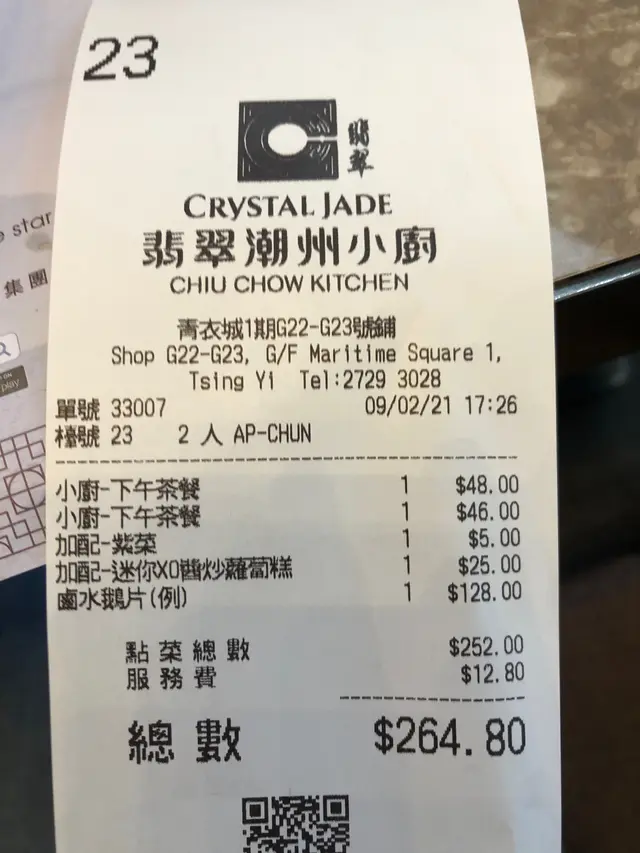 23
翡翠
CRYSTAL JADE
翡翠潮州小廚
CHIU CHOW KITCHEN
青衣城1期G22-G23號舖
Shop G22-G23, G/F Maritime Square 1,
Tsing Yi Tel:2729 3028
單號 33007 09/02/21 17:26
檯號 23 2 人 AP-CHUN
小廚-下午茶餐 1 $48.00
小廚-下午茶餐 1 $46.00
加配-紫菜 1 $5.00
加配-迷你XO醬炒蘿蔔糕 1 $25.00
鹵水鵝片(例) 1 $128.00
點菜總數 $252.00
服務費 $12.80
總數 $264.80
star
集團
play